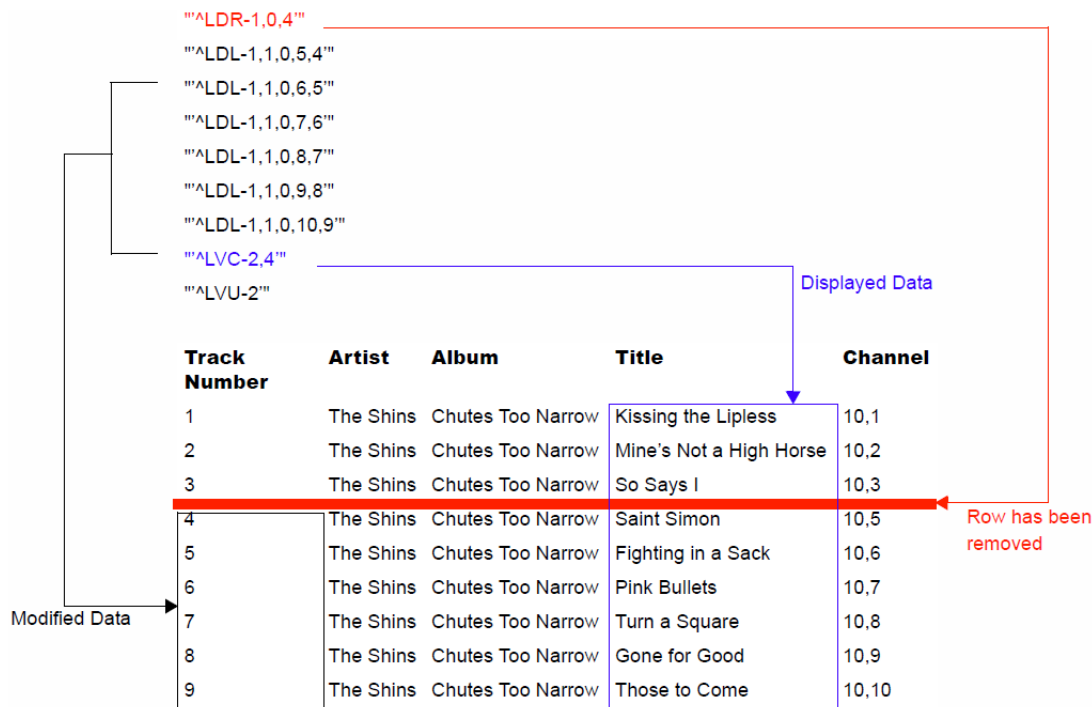 "'^LDR-1,0,4'"
"'^LDL-1,1,0,5,4'"
"'^LDL-1,1,0,6,5'"
"'^LDL-1,1,0,7,6'"
"'^LDL-1,1,0,8,7'"
"'^LDL-1,1,0,9,8'"
"'^LDL-1,1,0,10,9'"
"'^LVC-2,4'"
Displayed Data
"'^LVU-2'"
Track Number Artist Album Title Channel
1 The Shins Chutes Too Narrow Kissing the Lipless 10,1
2 The Shins Chutes Too Narrow Mine's Not a High Horse 10,2
3 The Shins Chutes Too Narrow So Says I 10,3
4 The Shins Chutes Too Narrow Saint Simon 10,5
Row has been
removed
5 The Shins Chutes Too Narrow Fighting in a Sack 10,6
6 The Shins Chutes Too Narrow Pink Bullets 10,7
Modified Data
7 The Shins Chutes Too Narrow Turn a Square 10,8
8 The Shins Chutes Too Narrow Gone for Good 10,9
9 The Shins Chutes Too Narrow Those to Come 10,10